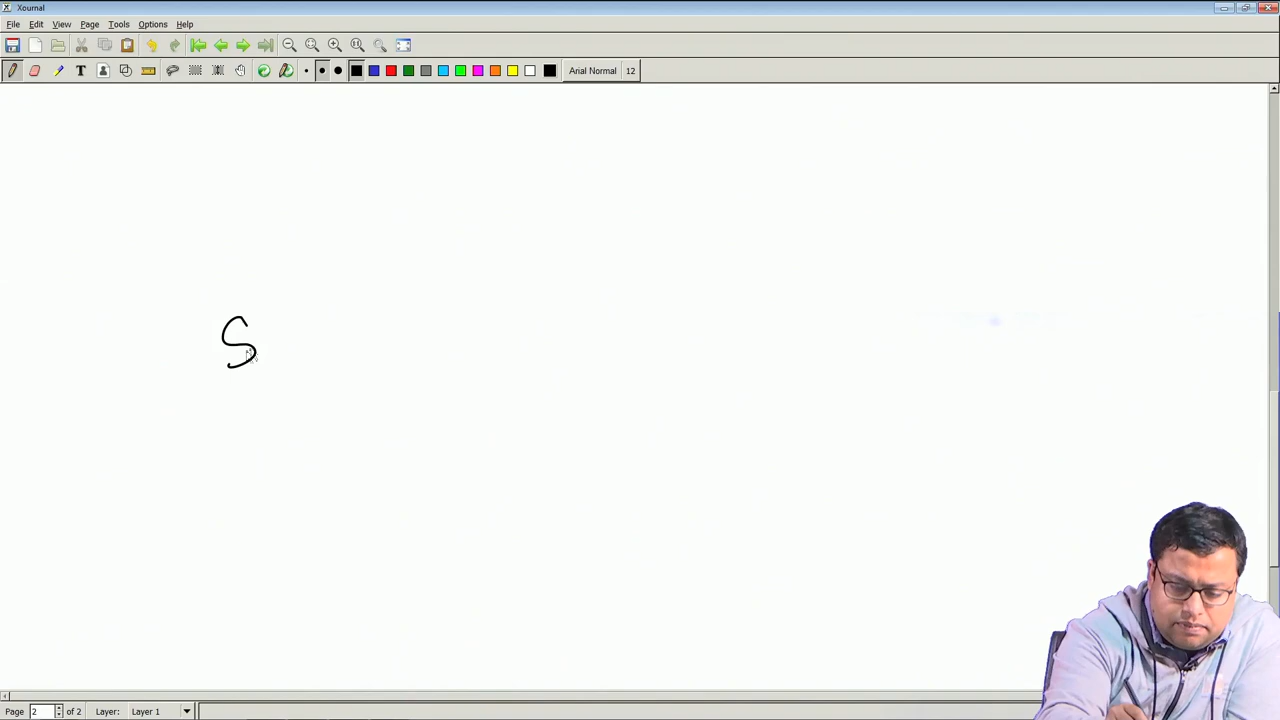 Xournal
File Edit View Page Tools Options Help
Arial Normal 12
S
Page 2 of 2 Layer: Layer 1